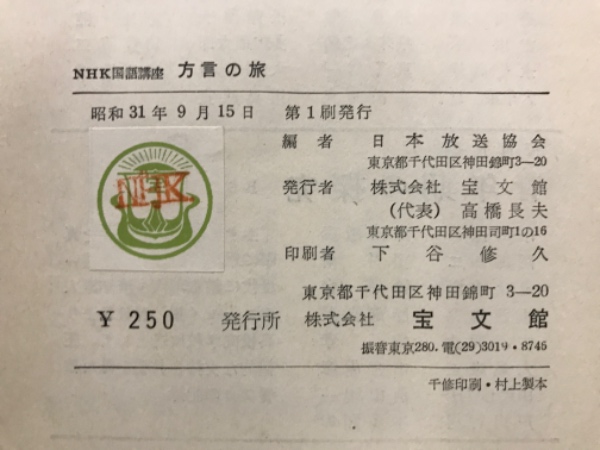 NHK国語講座 方言の旅
昭和31年9月15日 第1刷発行
編者 日本放送協会
東京都千代田区神田錦町3—20
発行者 株式会社 宝文館
(代表) 高橋長夫
東京都千代田区神田司町1の16
印刷者 下谷修久
東京都千代田区神田錦町 3—20
¥250 発行所 株式会社 宝文館
振替東京280.電(29)3019・8745
千修印刷・村上製本
NHK